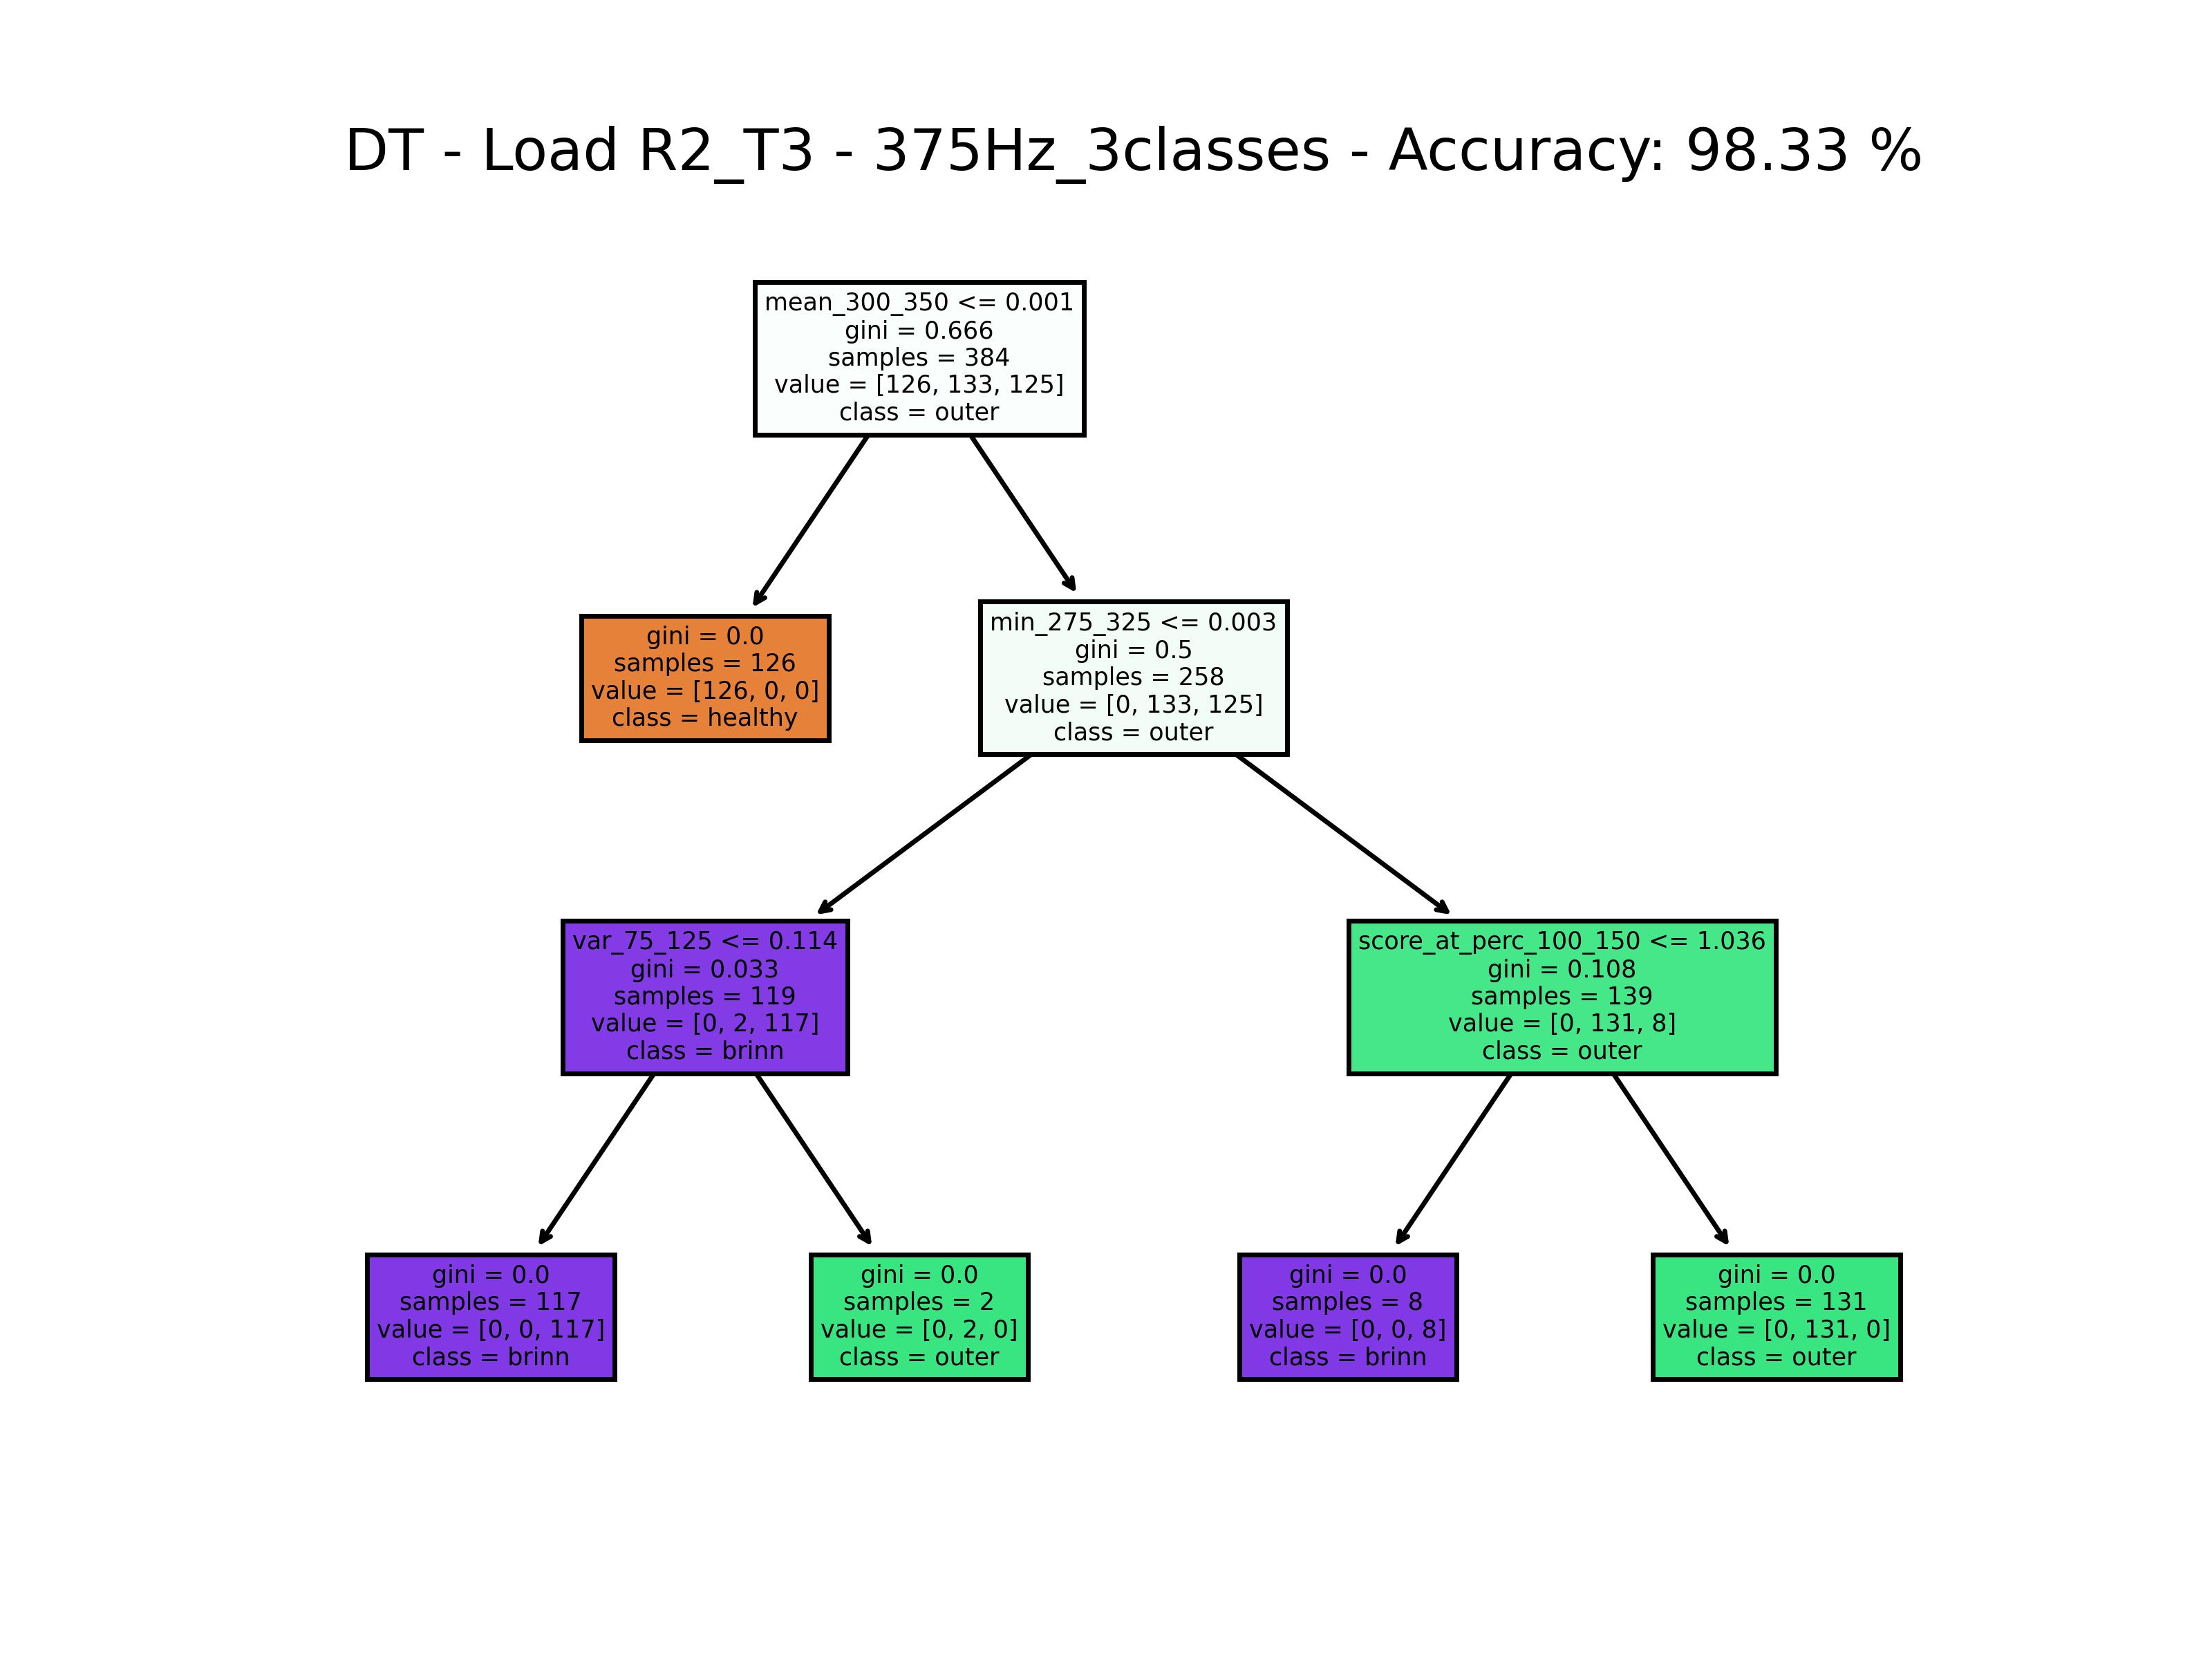 DT - Load R2_T3 - 375Hz_3classes - Accuracy: 98.33 %
mean_300_350 <= 0.001
gini = 0.666
samples = 384
value = [126, 133, 125]
class = outer
gini = 0.0
samples = 126
value = [126, 0, 0]
class = healthy
min_275_325 <= 0.003
gini = 0.5
samples = 258
value = [0, 133, 125]
class = outer
var_75_125 <= 0.114
gini = 0.033
samples = 119
value = [0, 2, 117]
class = brinn
score_at_perc_100_150 <= 1.036
gini = 0.108
samples = 139
value = [0, 131, 8]
class = outer
gini = 0.0
samples = 117
value = [0, 0, 117]
class = brinn
gini = 0.0
samples = 2
value = [0, 2, 0]
class = outer
gini = 0.0
samples = 8
value = [0, 0, 8]
class = brinn
gini = 0.0
samples = 131
value = [0, 131, 0]
class = outer